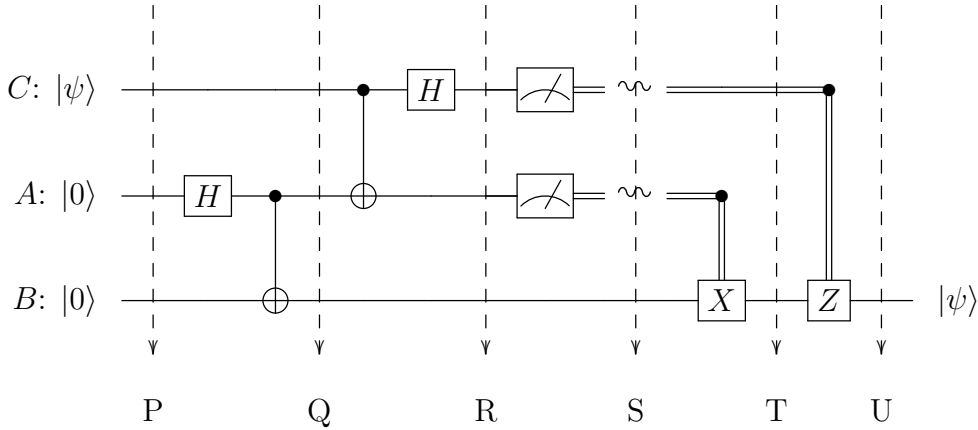 C: |ψ⟩ H
A: |0⟩ H
B: |0⟩ X Z |ψ⟩
P Q R S T U